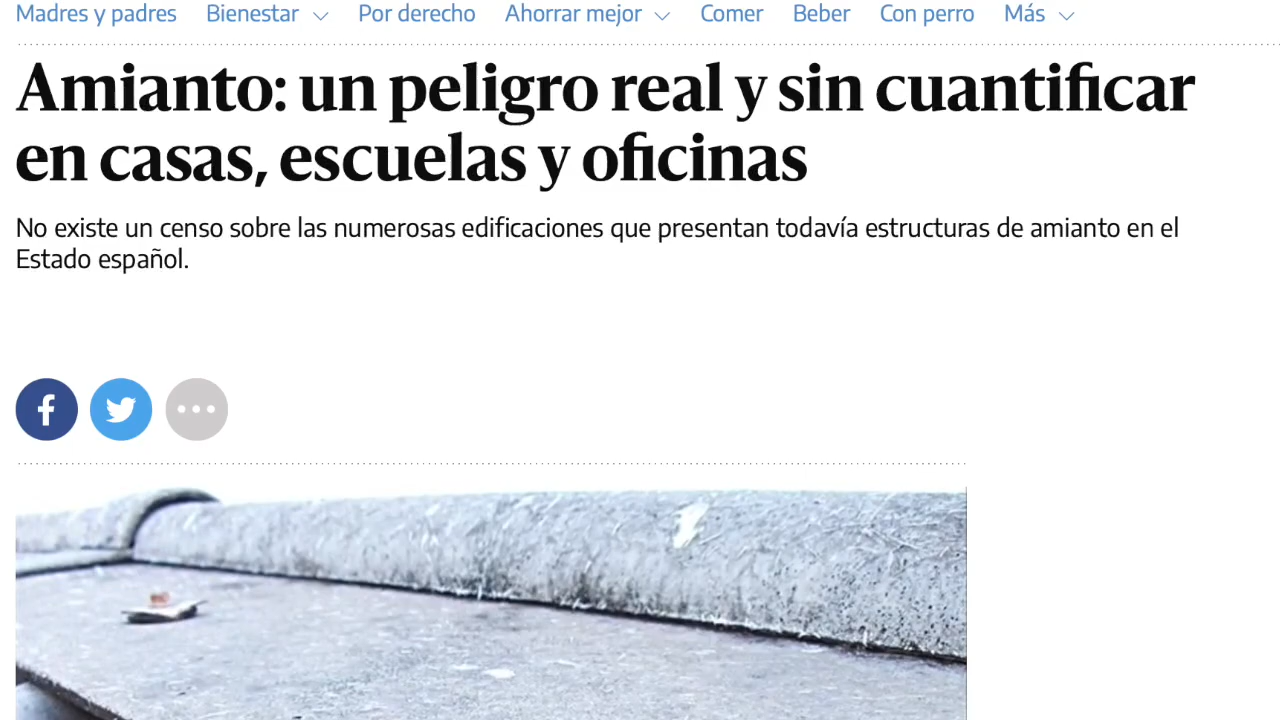 Madres y padres Bienestar Por derecho Ahorrar mejor Comer Beber Con perro Más
Amianto: un peligro real y sin cuantificar
en casas, escuelas y oficinas
No existe un censo sobre las numerosas edificaciones que presentan todavía estructuras de amianto en el
Estado español.